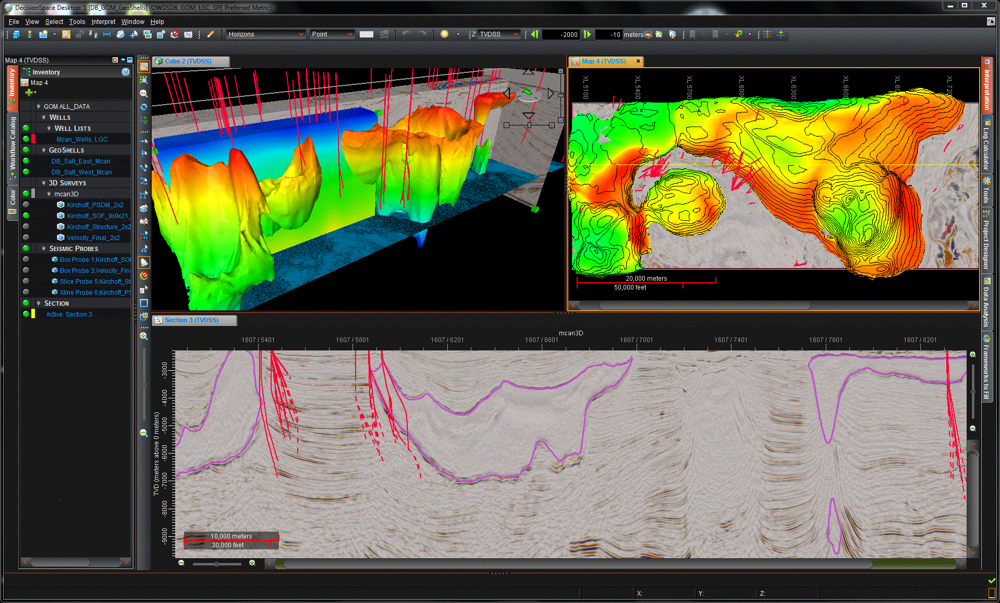 DecisionSpace Desktop: 1 [DB_GOM_GeoShells] (OWDSD6, GOM, LGC, SPE Preferred Metric)
File View Select Tools Interpret Window Help
Horizons Point Z: TVDSS -2000 -10 meters
Map 4 (TVDSS)
Inventory
Map 4
GOM.ALL_DATA
WELLS
WELL LISTS
Mcan_Wells, LGC
GEOSHELLS
DB_Salt_East_Mcan
DB_Salt_West_Mcan
3D SURVEYS
mcan3D
Kirchoff_PSDM_2x2
Kirchoff_SOF_9x9x21_
Kirchoff_Structure_2x2
Velocity_Final_2x2
SEISMIC PROBES
Box Probe 1;Kirchoff_SO
Box Probe 3;Velocity_Fin
Slice Probe 5;Kirchoff_St
Xline Probe 6;Kirchoff_PS
SECTION
Active: Section 3
Inventory
Workflow Catalog
Color
Cube 2 (TVDSS)
Map 4 (TVDSS)
XL 5100 XL 5400 XL 5700 XL 6000 XL 6300 XL 6600 XL 69 XL 720
20,000 meters
50,000 feet
Section 3 (TVDSS)
mcan3D
1607 / 5401 1607 / 5801 1607 / 6201 1607 / 6601 1607 / 7001 1607 / 7401 1607 / 7801 1607 / 8201
TVD (meters above 0 meters)
-3000
-4000
-5000
-6000
-7000
-8000
-9000
10,000 meters
30,000 feet
Interpretation
Log Calculator
Tools
Project Designer
Data Analysis
Frameworks to Fill
X: Y: Z: